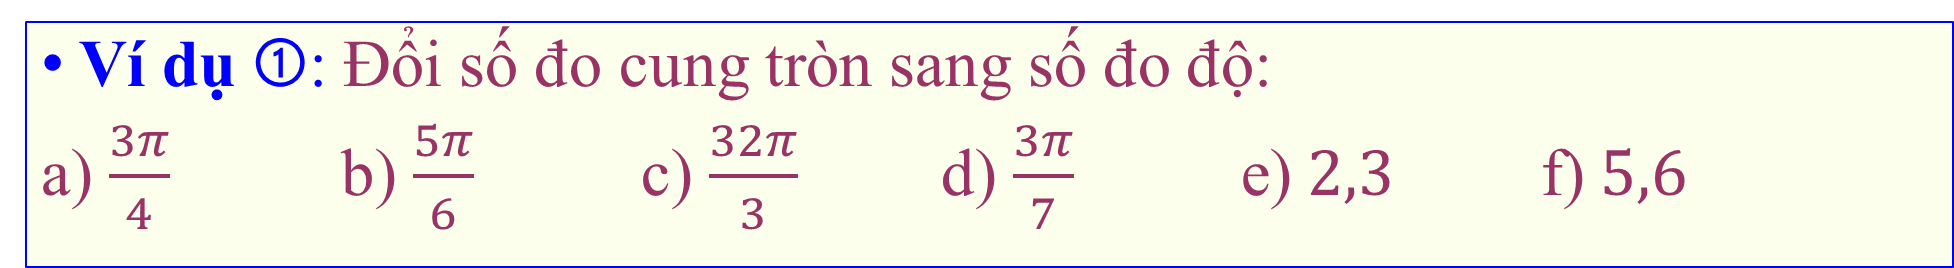 • Ví dụ ①: Đổi số đo cung tròn sang số đo độ:
a) 3π/4 b) 5π/6 c) 32π/3 d) 3π/7 e) 2,3 f) 5,6